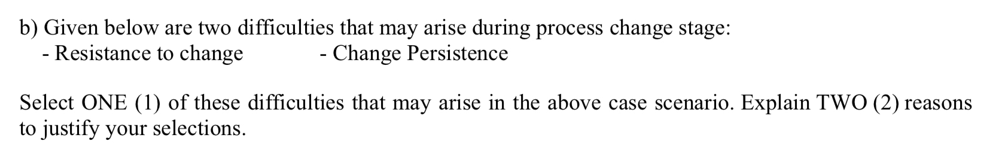 b) Given below are two difficulties that may arise during process change stage:
- Resistance to change - Change Persistence
Select ONE (1) of these difficulties that may arise in the above case scenario. Explain TWO (2) reasons
to justify your selections.